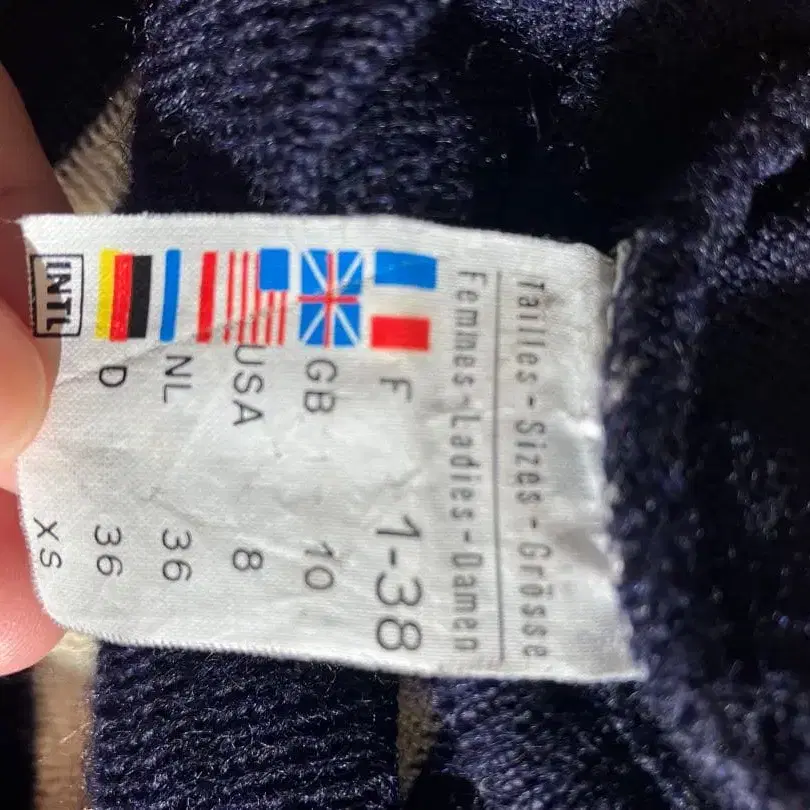 Tailles - Sizes - Grösse
Femmes - Ladies - Damen
F 1-38
GB 10
USA 8
NL 36
D 36
INTL XS